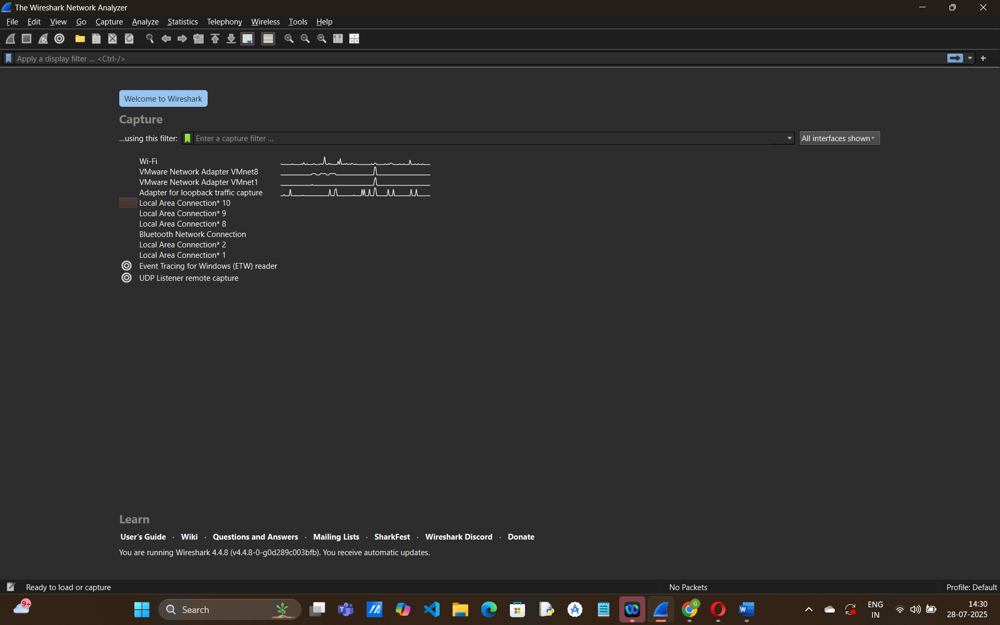 The Wireshark Network Analyzer
File Edit View Go Capture Analyze Statistics Telephony Wireless Tools Help
Apply a display filter ... <Ctrl-/>
Welcome to Wireshark
Capture
...using this filter: Enter a capture filter ... All interfaces shown
Wi-Fi
VMware Network Adapter VMnet8
VMware Network Adapter VMnet1
Adapter for loopback traffic capture
Local Area Connection* 10
Local Area Connection* 9
Local Area Connection* 8
Bluetooth Network Connection
Local Area Connection* 2
Local Area Connection* 1
Event Tracing for Windows (ETW) reader
UDP Listener remote capture
Learn
User's Guide · Wiki · Questions and Answers · Mailing Lists · SharkFest · Wireshark Discord · Donate
You are running Wireshark 4.4.8 (v4.4.8-0-g0d289c003bfb). You receive automatic updates.
Ready to load or capture No Packets Profile: Default
9+ Search G ENG 14:30
IN 28-07-2025